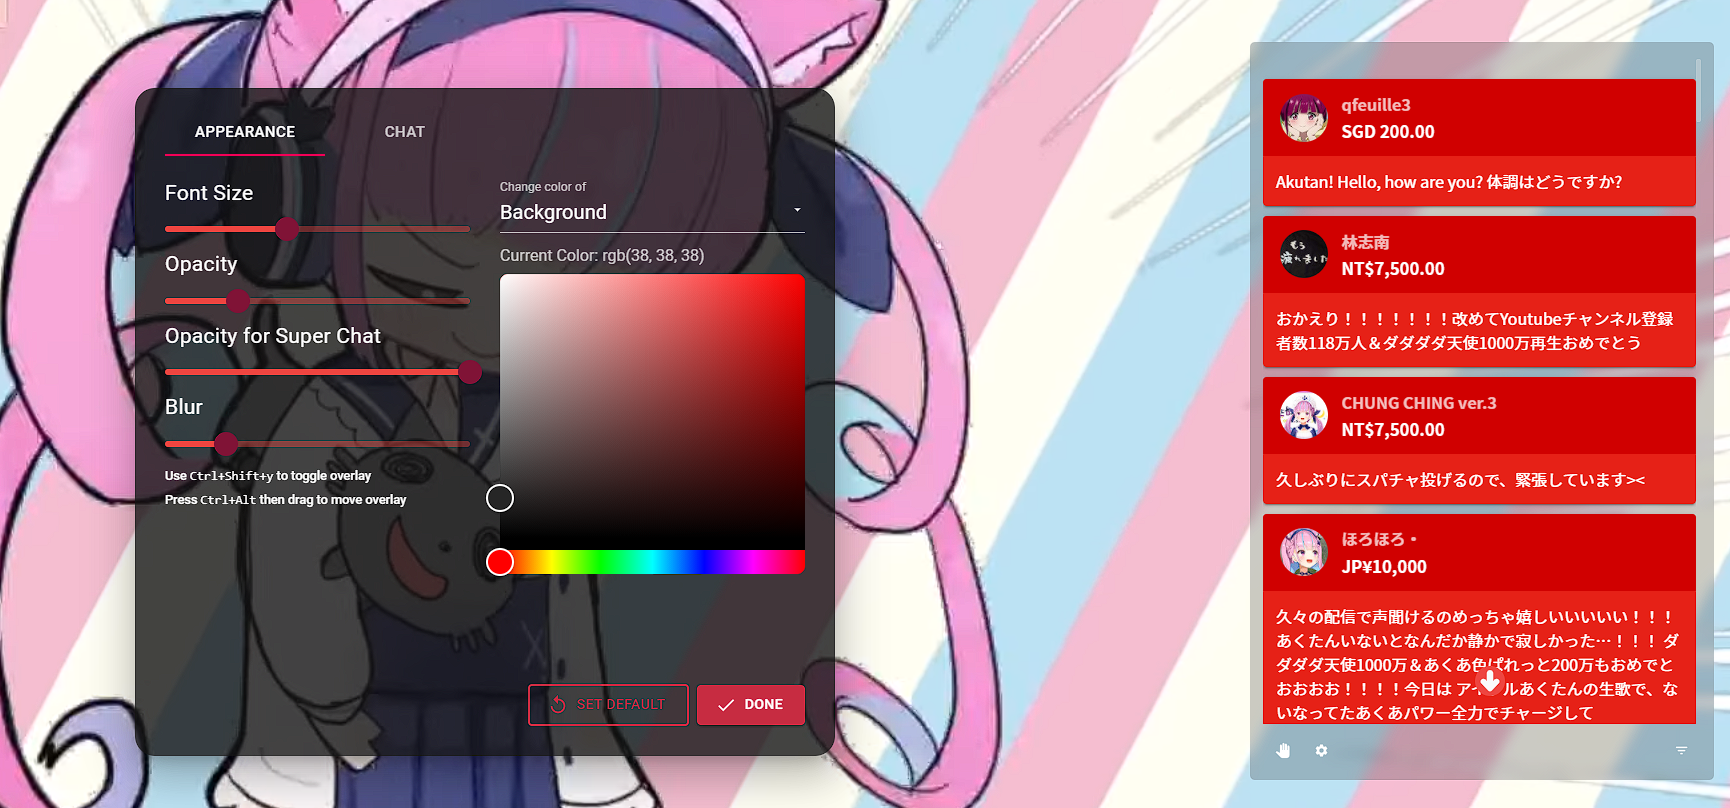 APPEARANCE
CHAT
Font Size
Opacity
Opacity for Super Chat
Blur
Use Ctrl+Shift+y to toggle overlay
Press Ctrl+Alt then drag to move overlay
Change color of
Background
Current Color: rgb(38, 38, 38)
SET DEFAULT
DONE
qfeuille3
SGD 200.00
Akutan! Hello, how are you? 体調はどうですか?
もう
疲れました
林志南
NT$7,500.00
おかえり！！！！！！！改めてYoutubeチャンネル登録
者数118万人＆ダダダダ天使1000万再生おめでとう
CHUNG CHING ver.3
NT$7,500.00
久しぶりにスパチャ投げるので、緊張しています><
ほろほろ・
JP¥10,000
久々の配信で声聞けるのめっちゃ嬉しいいいいい！！！
あくたんいないとなんだか静かで寂しかった…！！！ ダ
ダダダ天使1000万＆あくあ色ぱれっと200万もおめでと
おおおお！！！！今日は ア ルあくたんの生歌で、な
いなってたあくあパワー全力でチャージして